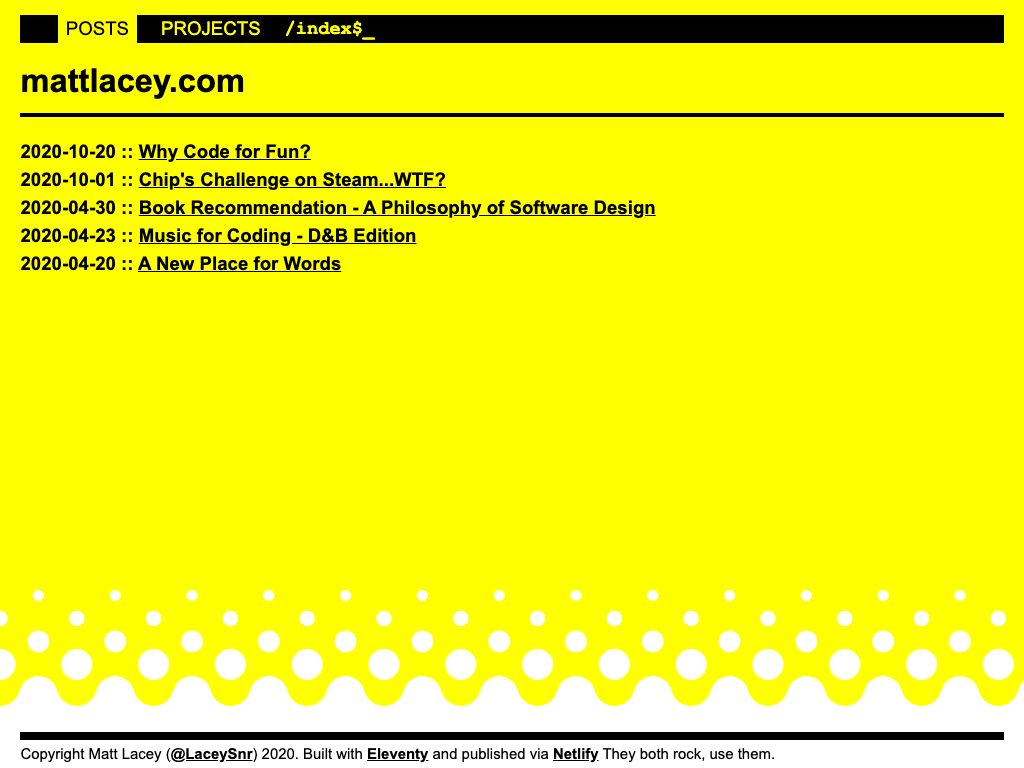 POSTS PROJECTS /index$_
mattlacey.com
2020-10-20 :: Why Code for Fun?
2020-10-01 :: Chip's Challenge on Steam...WTF?
2020-04-30 :: Book Recommendation - A Philosophy of Software Design
2020-04-23 :: Music for Coding - D&B Edition
2020-04-20 :: A New Place for Words
Copyright Matt Lacey (@LaceySnr) 2020. Built with Eleventy and published via Netlify They both rock, use them.